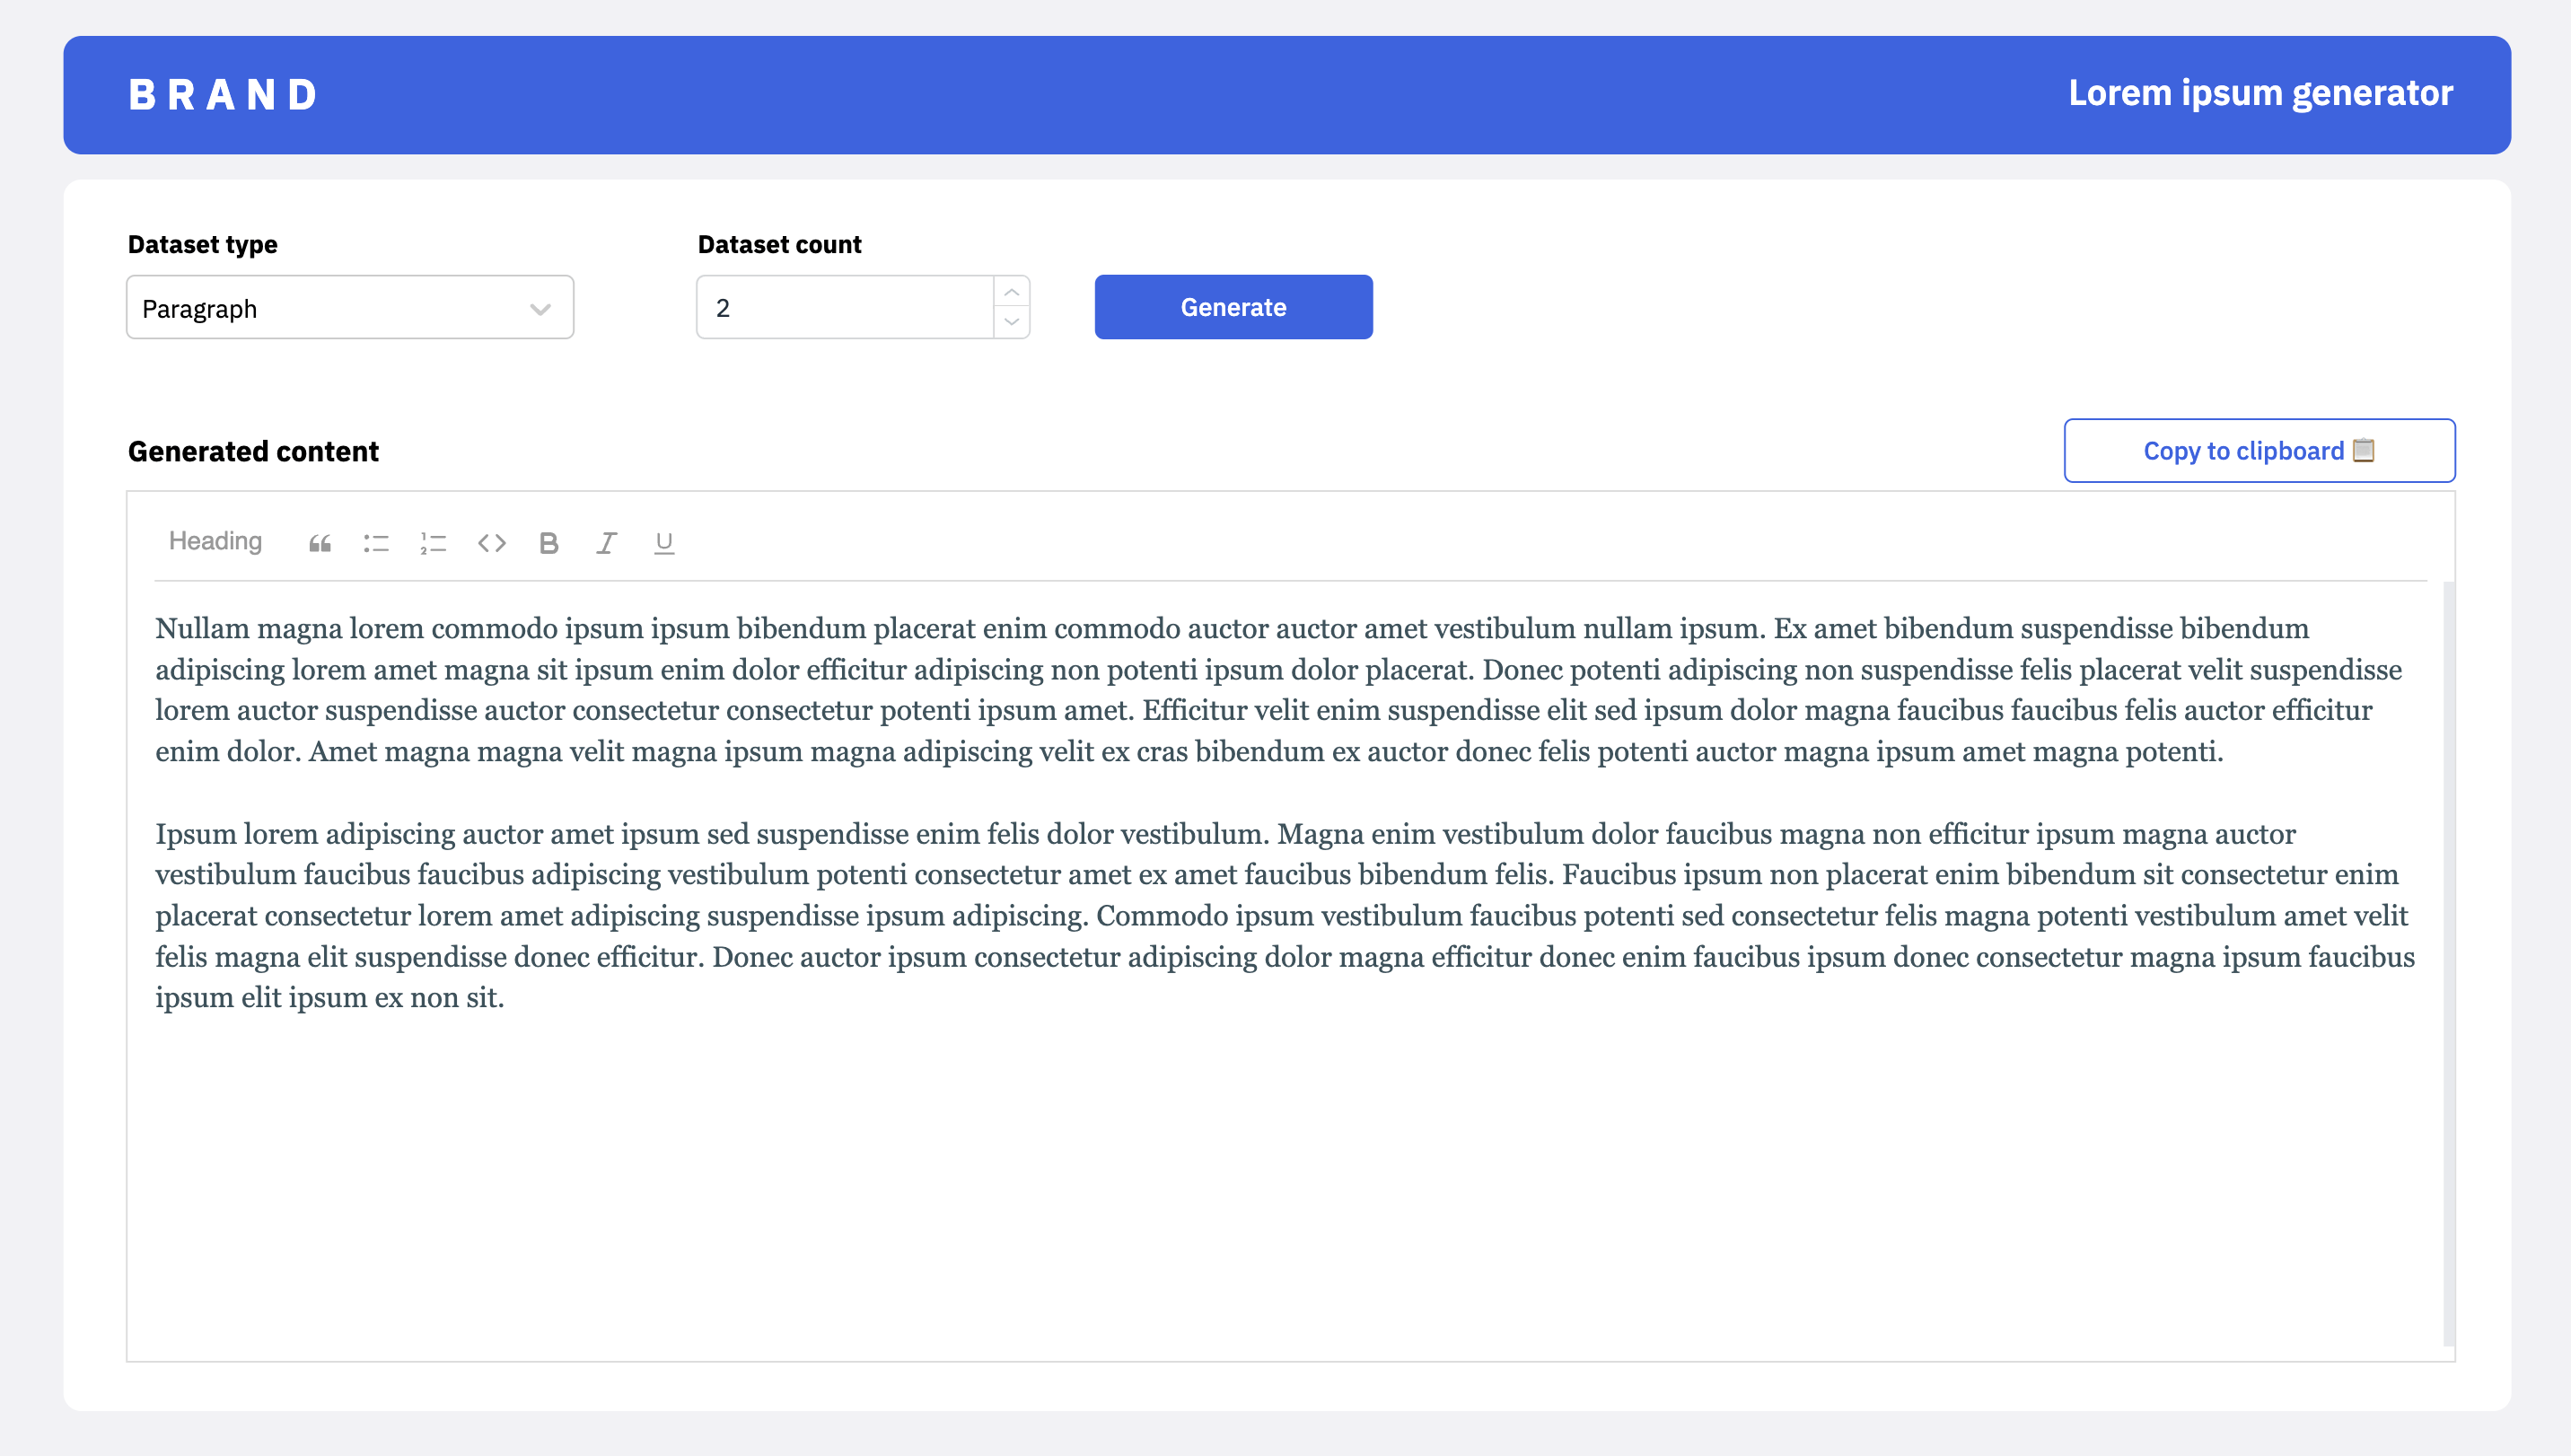 BRAND
Lorem ipsum generator
Dataset type
Dataset count
Paragraph
2
Generate
Generated content
Copy to clipboard 📋
Heading
Nullam magna lorem commodo ipsum ipsum bibendum placerat enim commodo auctor auctor amet vestibulum nullam ipsum. Ex amet bibendum suspendisse bibendum
adipiscing lorem amet magna sit ipsum enim dolor efficitur adipiscing non potenti ipsum dolor placerat. Donec potenti adipiscing non suspendisse felis placerat velit suspendisse
lorem auctor suspendisse auctor consectetur consectetur potenti ipsum amet. Efficitur velit enim suspendisse elit sed ipsum dolor magna faucibus faucibus felis auctor efficitur
enim dolor. Amet magna magna velit magna ipsum magna adipiscing velit ex cras bibendum ex auctor donec felis potenti auctor magna ipsum amet magna potenti.
Ipsum lorem adipiscing auctor amet ipsum sed suspendisse enim felis dolor vestibulum. Magna enim vestibulum dolor faucibus magna non efficitur ipsum magna auctor
vestibulum faucibus faucibus adipiscing vestibulum potenti consectetur amet ex amet faucibus bibendum felis. Faucibus ipsum non placerat enim bibendum sit consectetur enim
placerat consectetur lorem amet adipiscing suspendisse ipsum adipiscing. Commodo ipsum vestibulum faucibus potenti sed consectetur felis magna potenti vestibulum amet velit
felis magna elit suspendisse donec efficitur. Donec auctor ipsum consectetur adipiscing dolor magna efficitur donec enim faucibus ipsum donec consectetur magna ipsum faucibus
ipsum elit ipsum ex non sit.